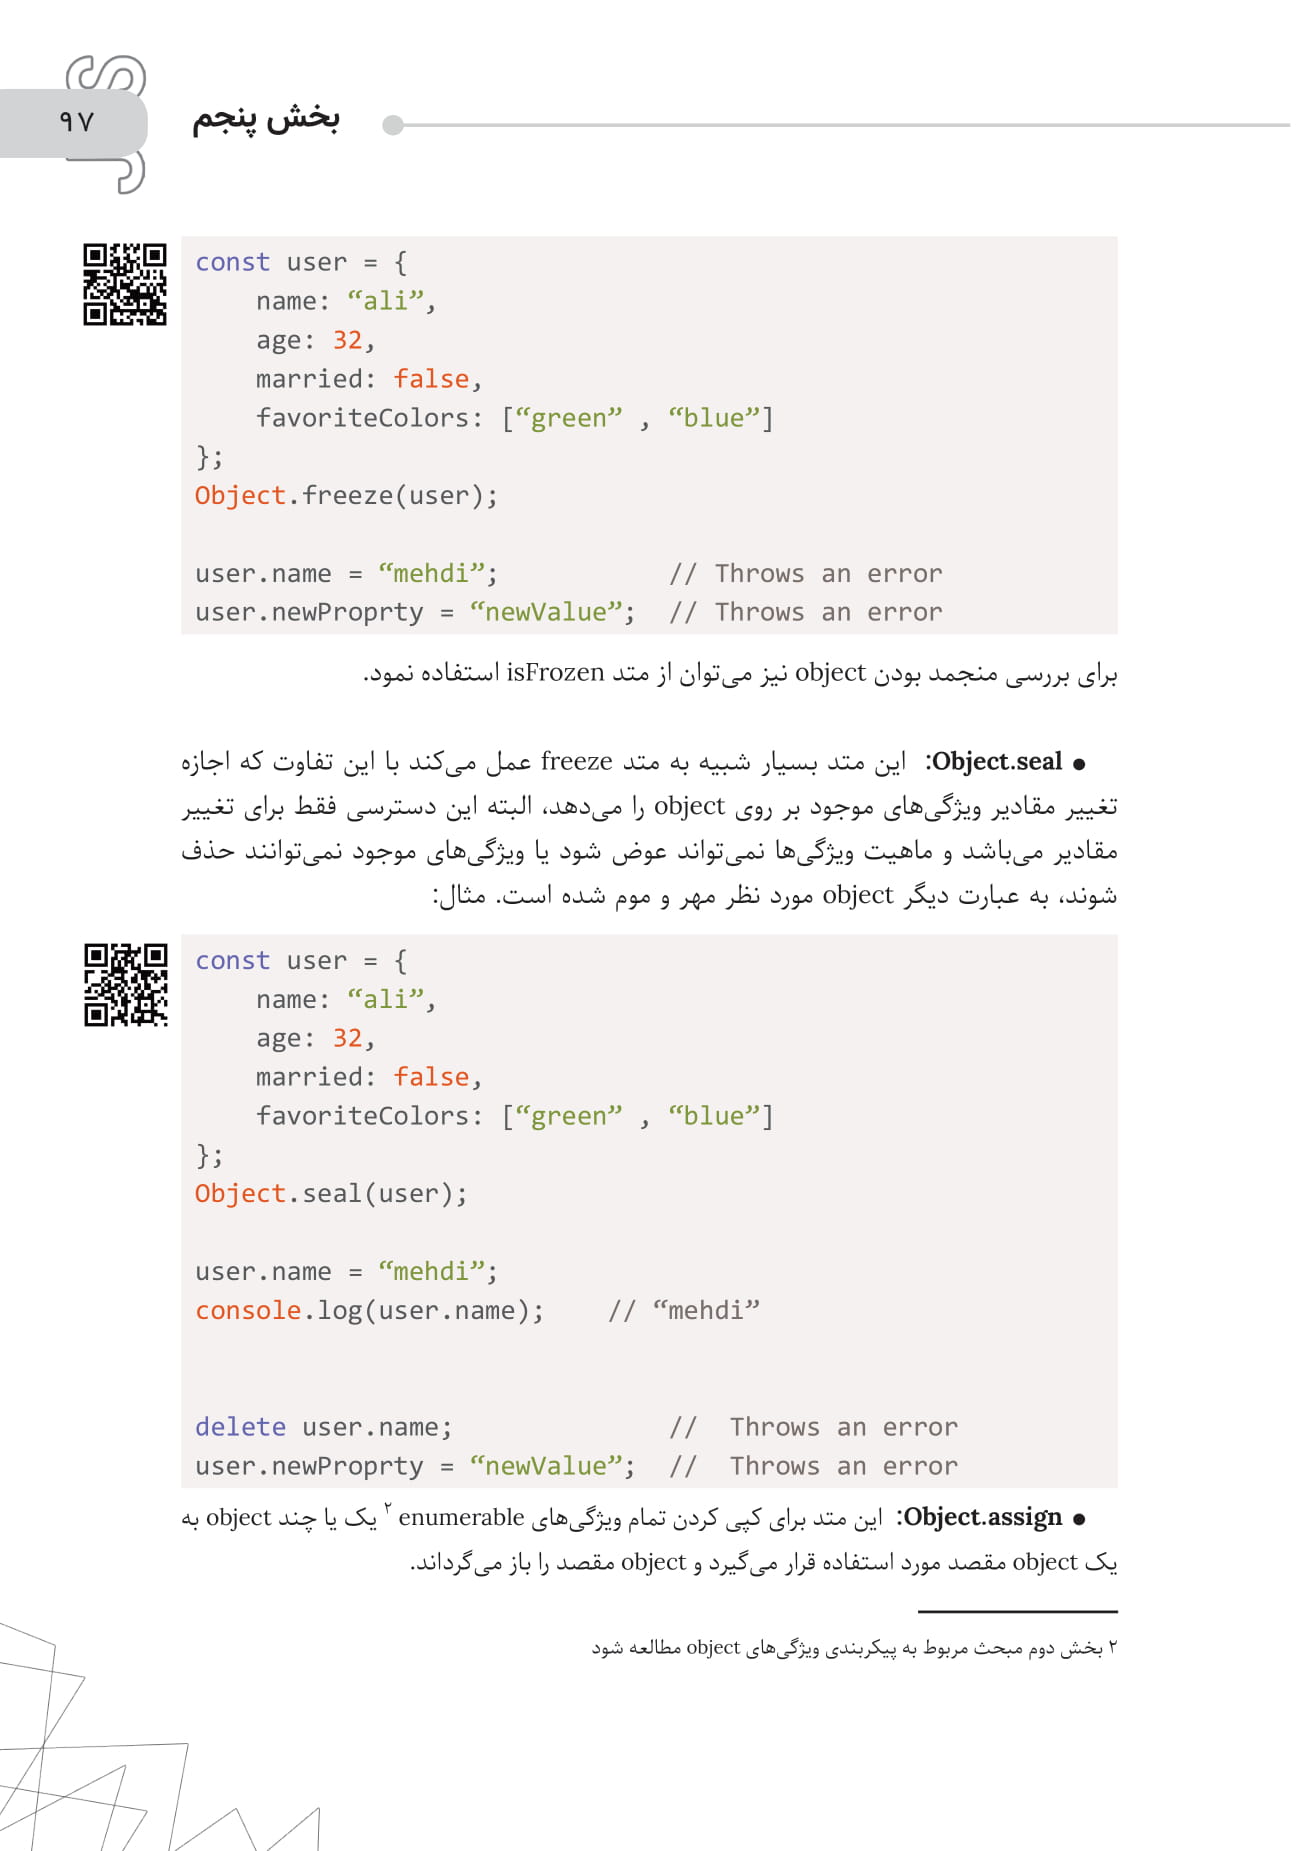 ۹۷
بخش پنجم
const user = {
    name: “ali”,
    age: 32,
    married: false,
    favoriteColors: [“green” , “blue”]
};
Object.freeze(user);
user.name = “mehdi”;           // Throws an error
user.newProprty = “newValue”;  // Throws an error
برای بررسی منجمد بودن object نیز می‌توان از متد isFrozen استفاده نمود.
● Object.seal: این متد بسیار شبیه به متد freeze عمل می‌کند با این تفاوت که اجازه
تغییر مقادیر ویژگی‌های موجود بر روی object را می‌دهد، البته این دسترسی فقط برای تغییر
مقادیر می‌باشد و ماهیت ویژگی‌ها نمی‌تواند عوض شود یا ویژگی‌های موجود نمی‌توانند حذف
شوند، به عبارت دیگر object مورد نظر مهر و موم شده است. مثال:
const user = {
    name: “ali”,
    age: 32,
    married: false,
    favoriteColors: [“green” , “blue”]
};
Object.seal(user);
user.name = “mehdi”;
console.log(user.name);    // “mehdi”
delete user.name;              //  Throws an error
user.newProprty = “newValue”;  //  Throws an error
● Object.assign: این متد برای کپی کردن تمام ویژگی‌های enumerable ۲ یک یا چند object به
یک object مقصد مورد استفاده قرار می‌گیرد و object مقصد را باز می‌گرداند.
۲ بخش دوم مبحث مربوط به پیکربندی ویژگی‌های object مطالعه شود